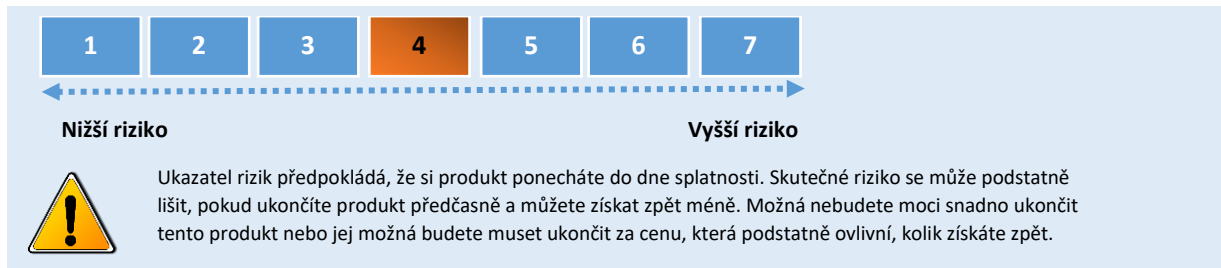 1 2 3 4 5 6 7
Nižší riziko Vyšší riziko
Ukazatel rizik předpokládá, že si produkt ponecháte do dne splatnosti. Skutečné riziko se může podstatně
lišit, pokud ukončíte produkt předčasně a můžete získat zpět méně. Možná nebudete moci snadno ukončit
tento produkt nebo jej možná budete muset ukončit za cenu, která podstatně ovlivní, kolik získáte zpět.